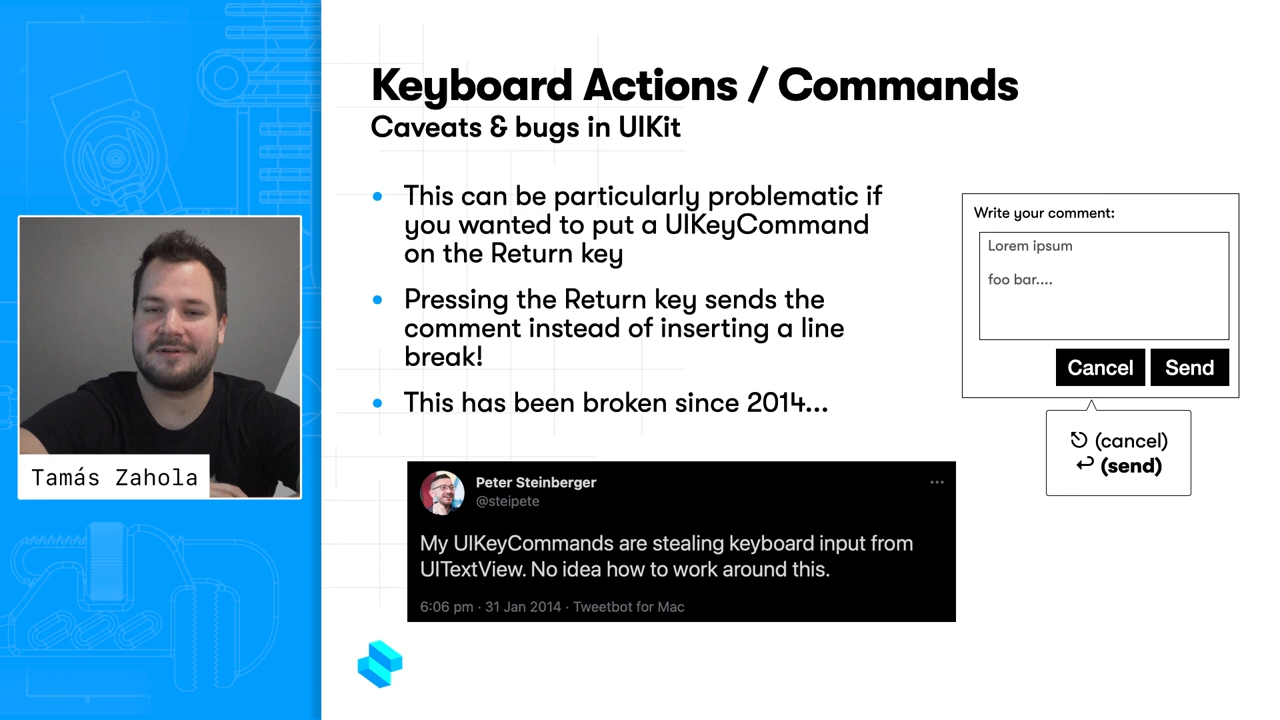 Keyboard Actions / Commands
Caveats & bugs in UIKit
This can be particularly problematic if
you wanted to put a UIKeyCommand
on the Return key
Pressing the Return key sends the
comment instead of inserting a line
break!
This has been broken since 2014...
Write your comment:
Lorem ipsum
foo bar....
Cancel Send
(cancel)
(send)
Peter Steinberger
@steipete
My UIKeyCommands are stealing keyboard input from
UITextView. No idea how to work around this.
6:06 pm · 31 Jan 2014 · Tweetbot for Mac
Tamás Zahola